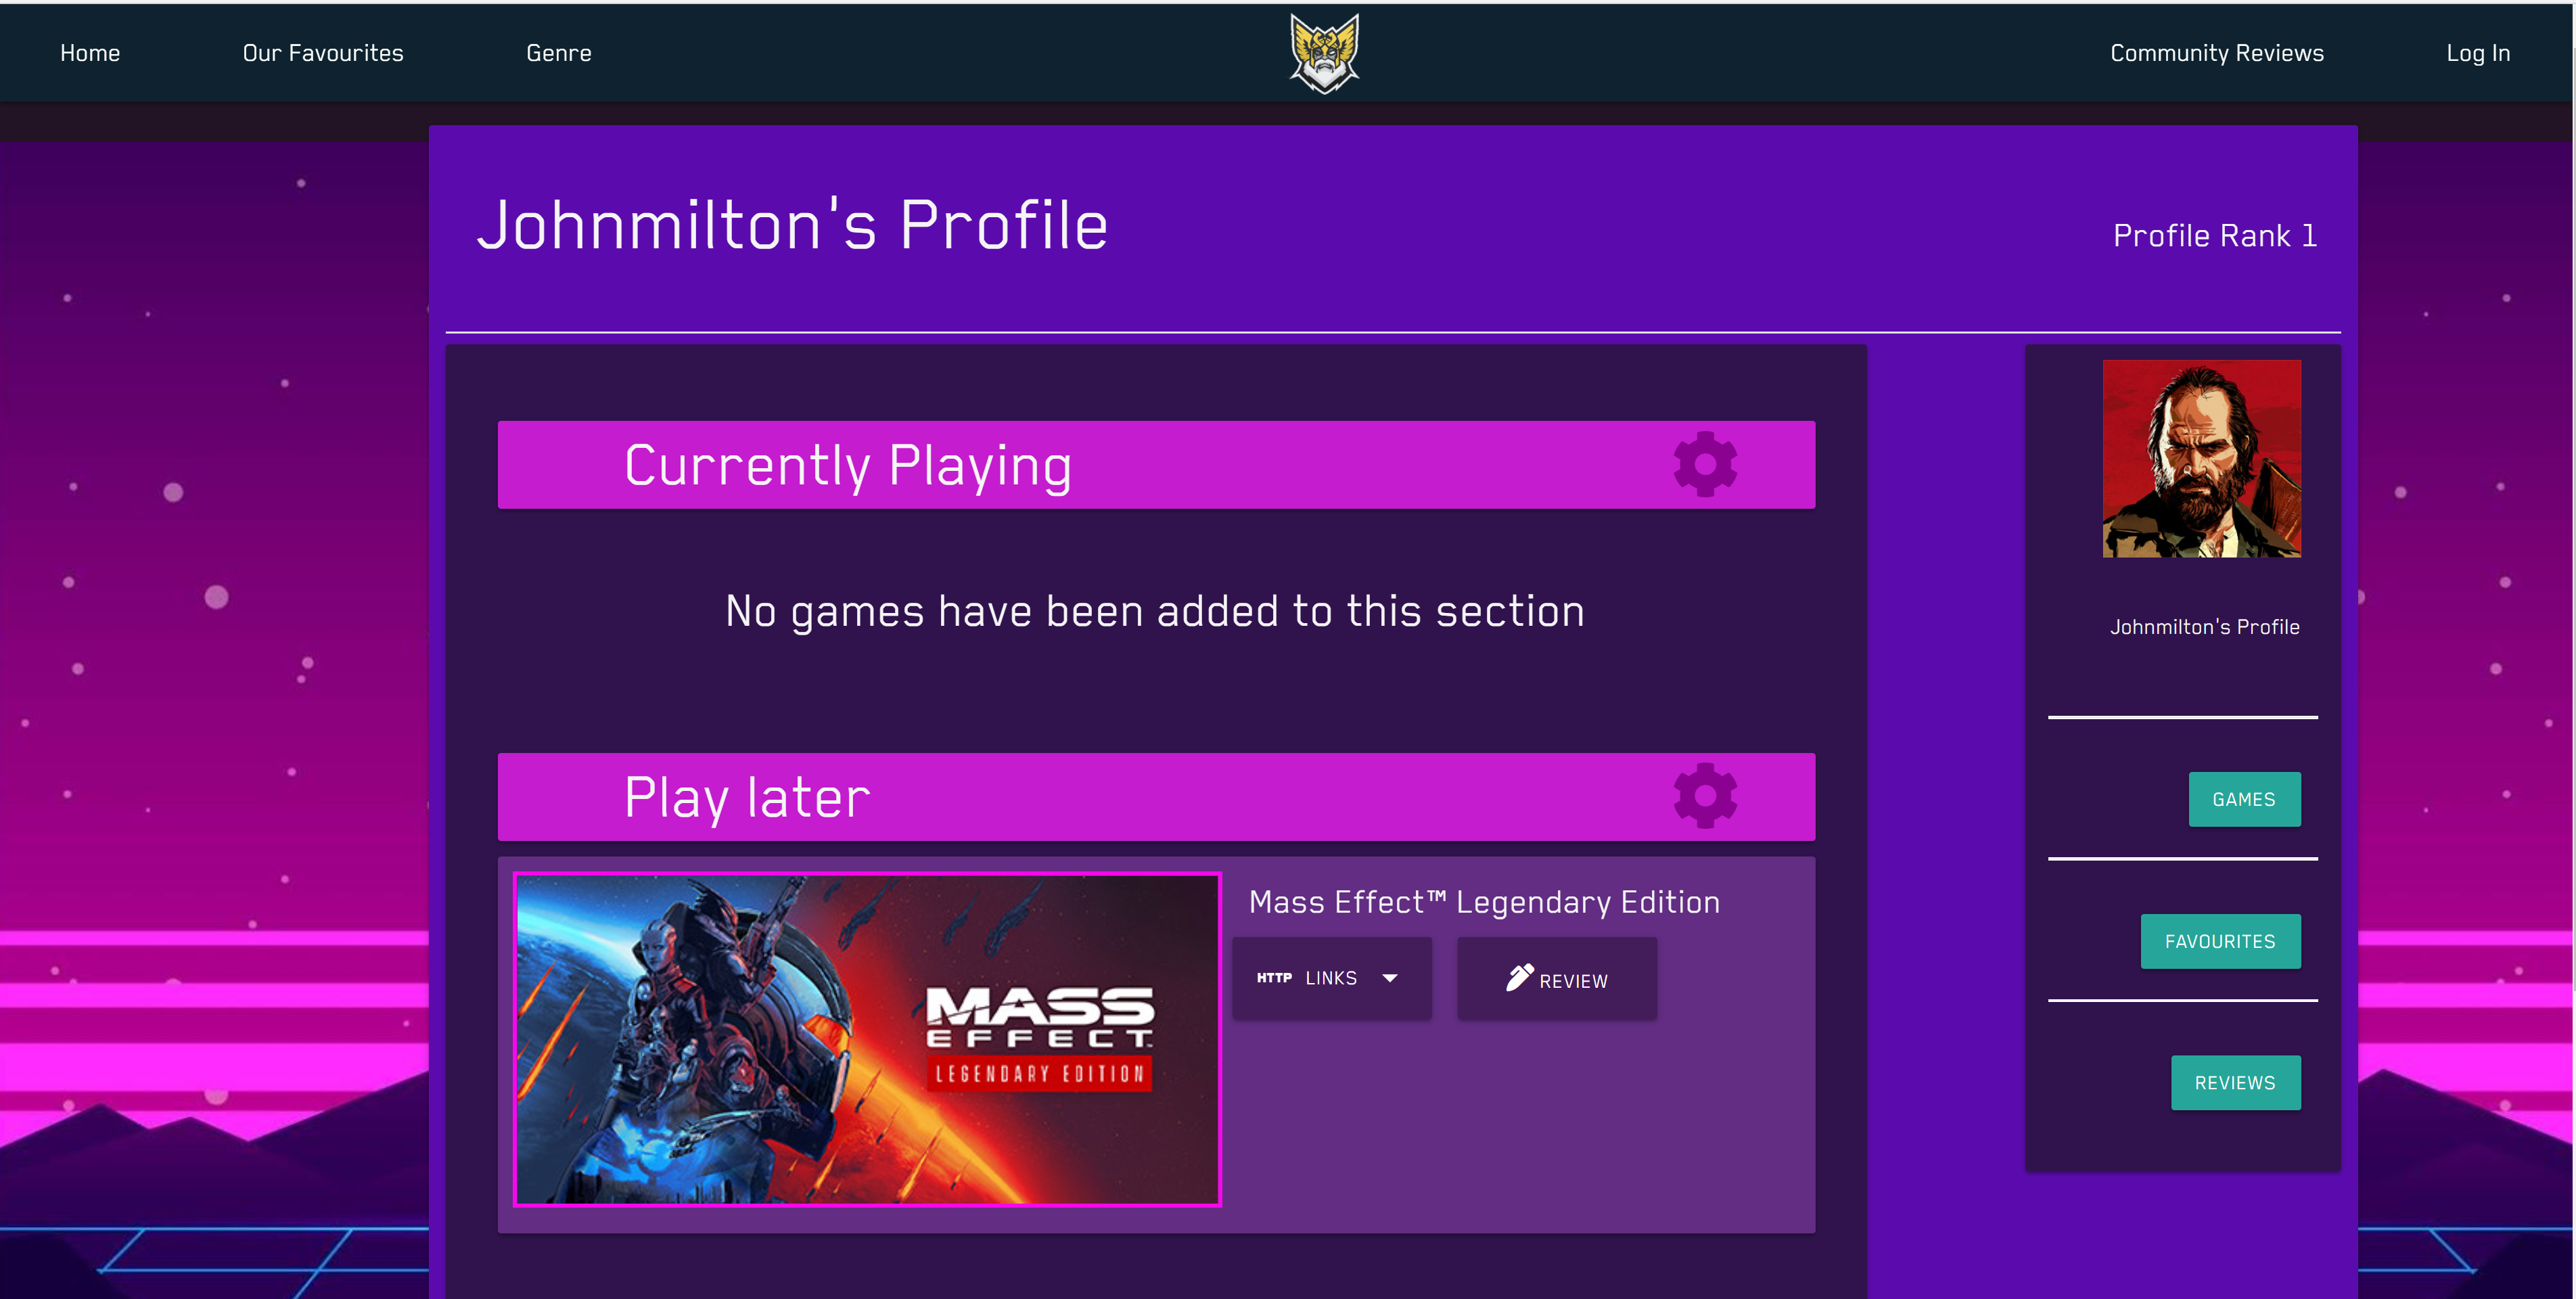 Home
Our Favourites
Genre
Community Reviews
Log In
Johnmilton's Profile
Profile Rank 1
Currently Playing
No games have been added to this section
Play later
MASS
EFFECT
LEGENDARY EDITION
Mass Effect™ Legendary Edition
HTTP LINKS
REVIEW
Johnmilton's Profile
GAMES
FAVOURITES
REVIEWS